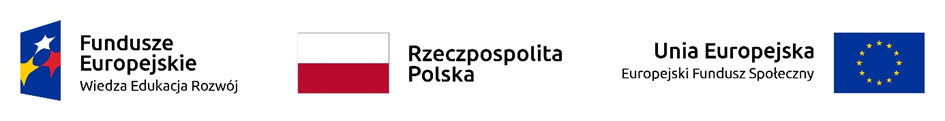 Fundusze
Europejskie
Wiedza Edukacja Rozwój
Rzeczpospolita
Polska
Unia Europejska
Europejski Fundusz Społeczny